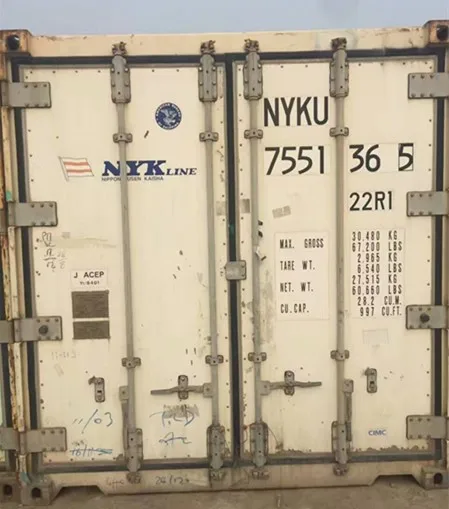 NYKU
7551 36 5
22R1
NYK LINE
NIPPON YUSEN KAISHA
MAX. GROSS 30.480 KG
67.200 LBS
TARE WT. 2.965 KG
6.540 LBS
NET. WT. 27.515 KG
60.660 LBS
CU. CAP. 28.2 CU.M.
997 CU.FT.
J ACEP
11/03
CIMC